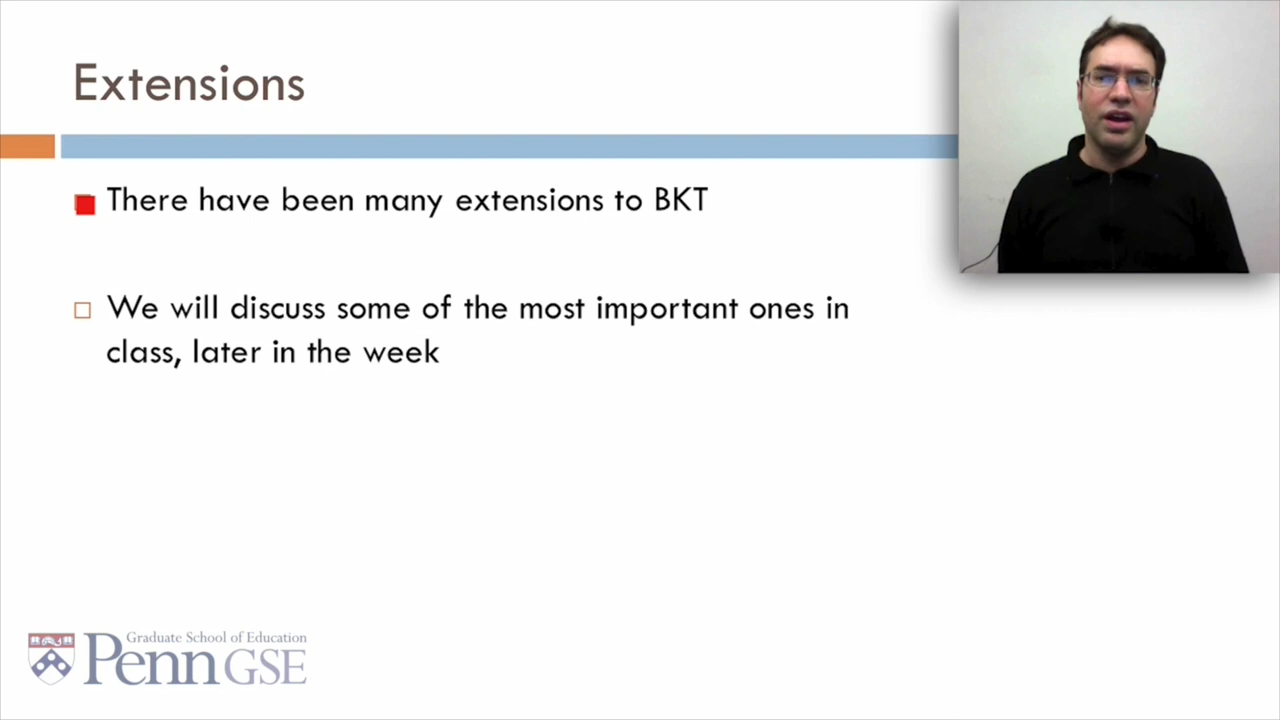 Extensions
There have been many extensions to BKT
We will discuss some of the most important ones in
class, later in the week
Graduate School of Education
Penn GSE